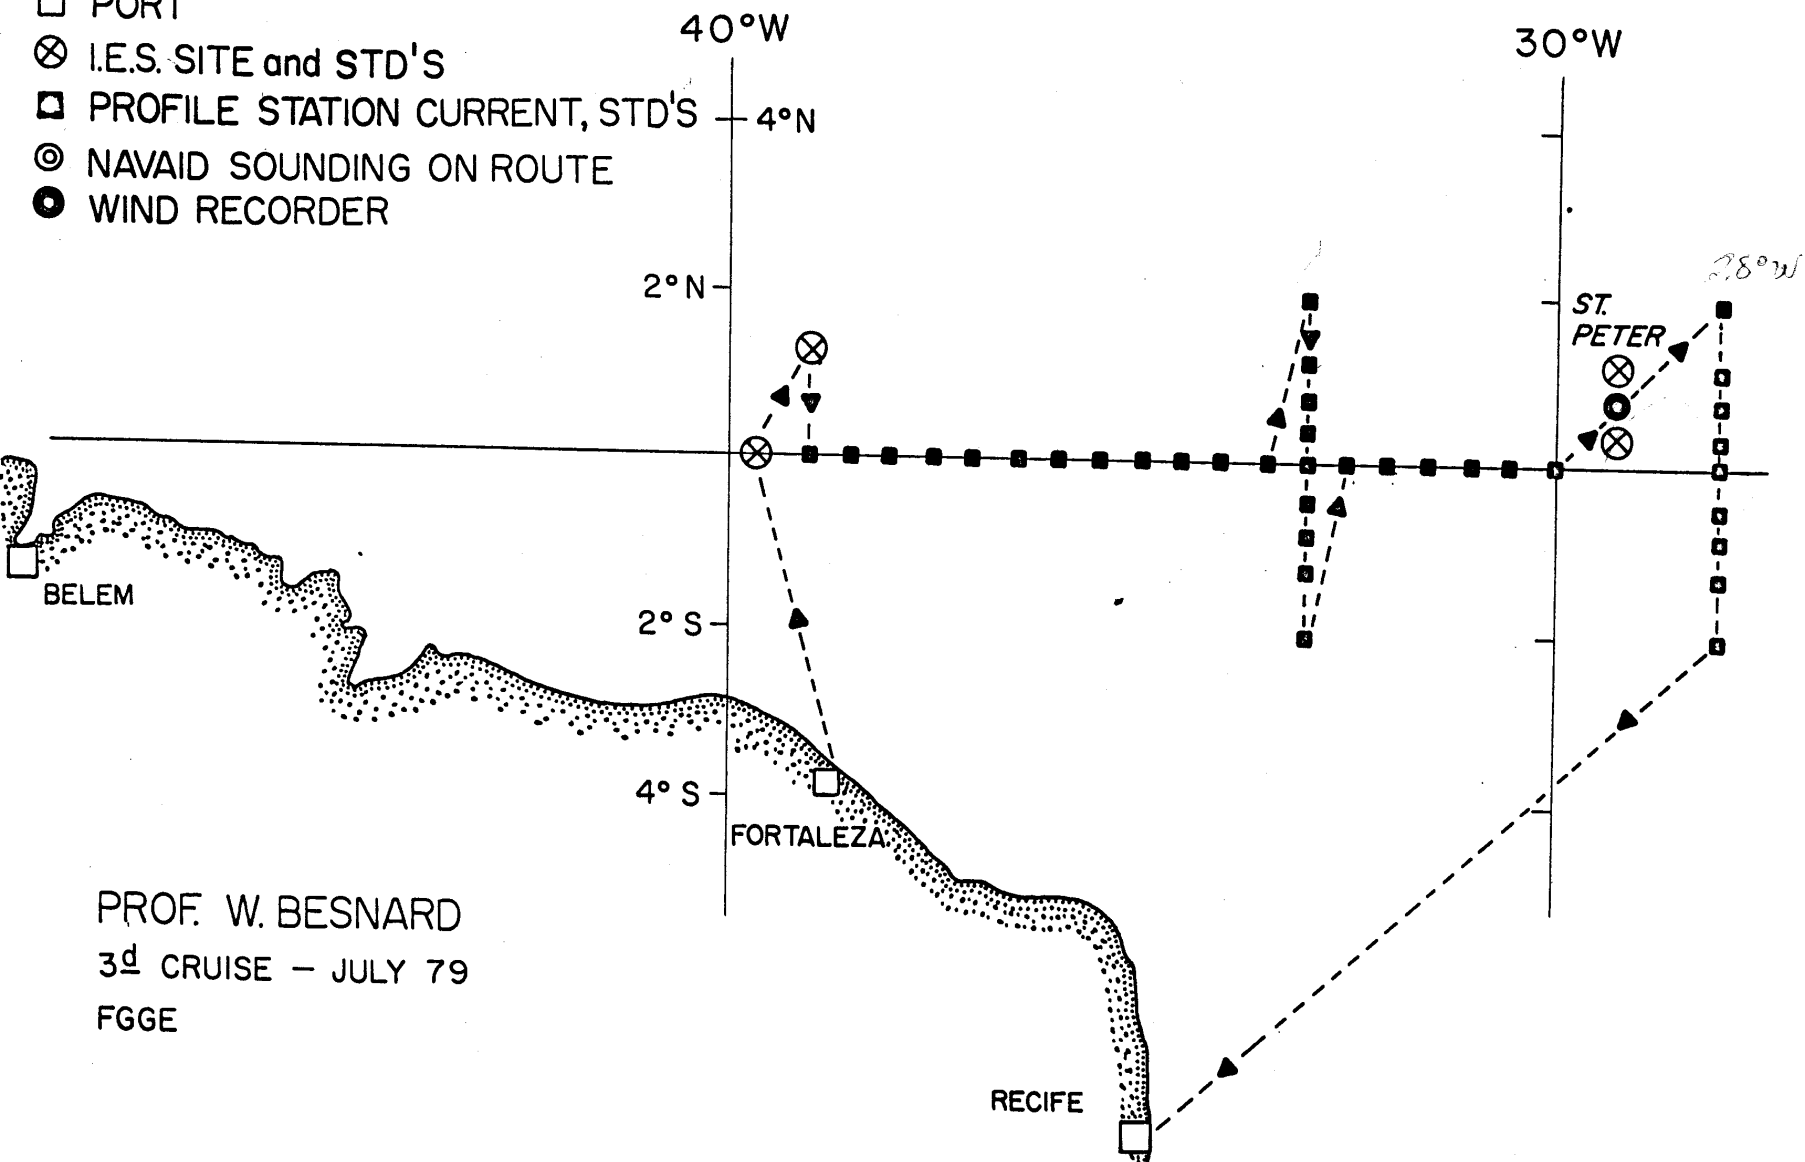 PORT
I.E.S. SITE and STD'S
PROFILE STATION CURRENT, STD'S
NAVAID SOUNDING ON ROUTE
WIND RECORDER
40°W
30°W
4°N
2°N
28°W
ST.
PETER
BELEM
2°S
4°S
FORTALEZA
PROF. W. BESNARD
3d CRUISE – JULY 79
FGGE
RECIFE